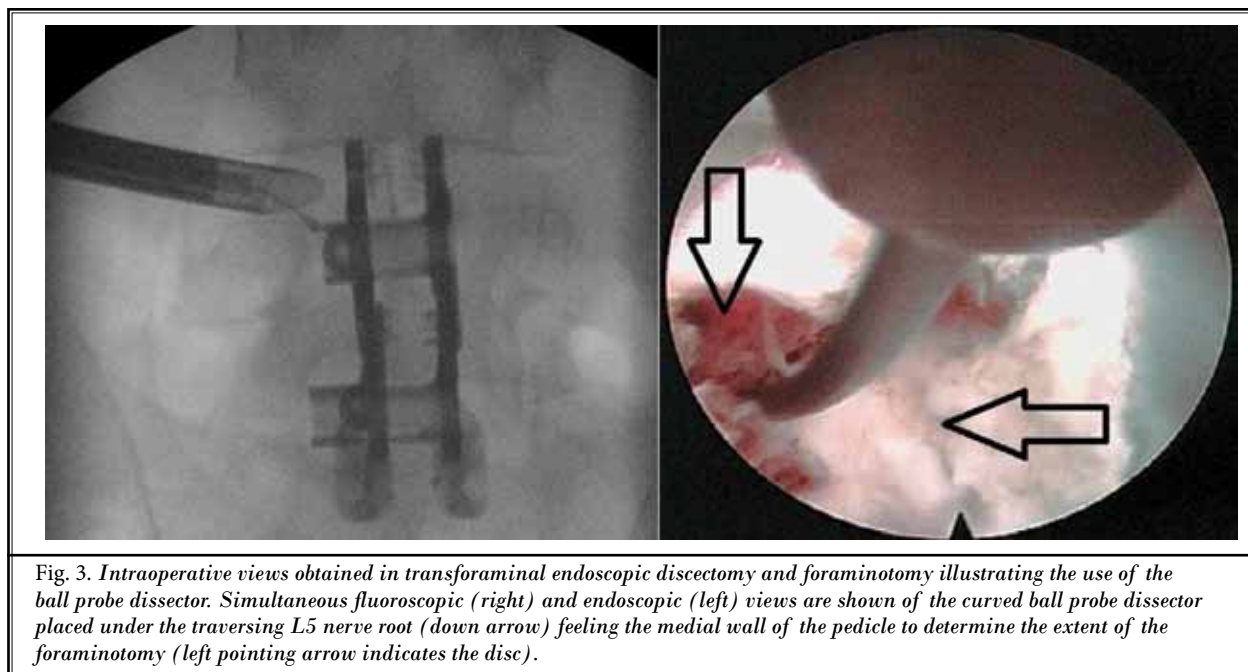 Fig. 3. Intraoperative views obtained in transforaminal endoscopic discectomy and foraminotomy illustrating the use of the
ball probe dissector. Simultaneous fluoroscopic (right) and endoscopic (left) views are shown of the curved ball probe dissector
placed under the traversing L5 nerve root (down arrow) feeling the medial wall of the pedicle to determine the extent of the
foraminotomy (left pointing arrow indicates the disc).